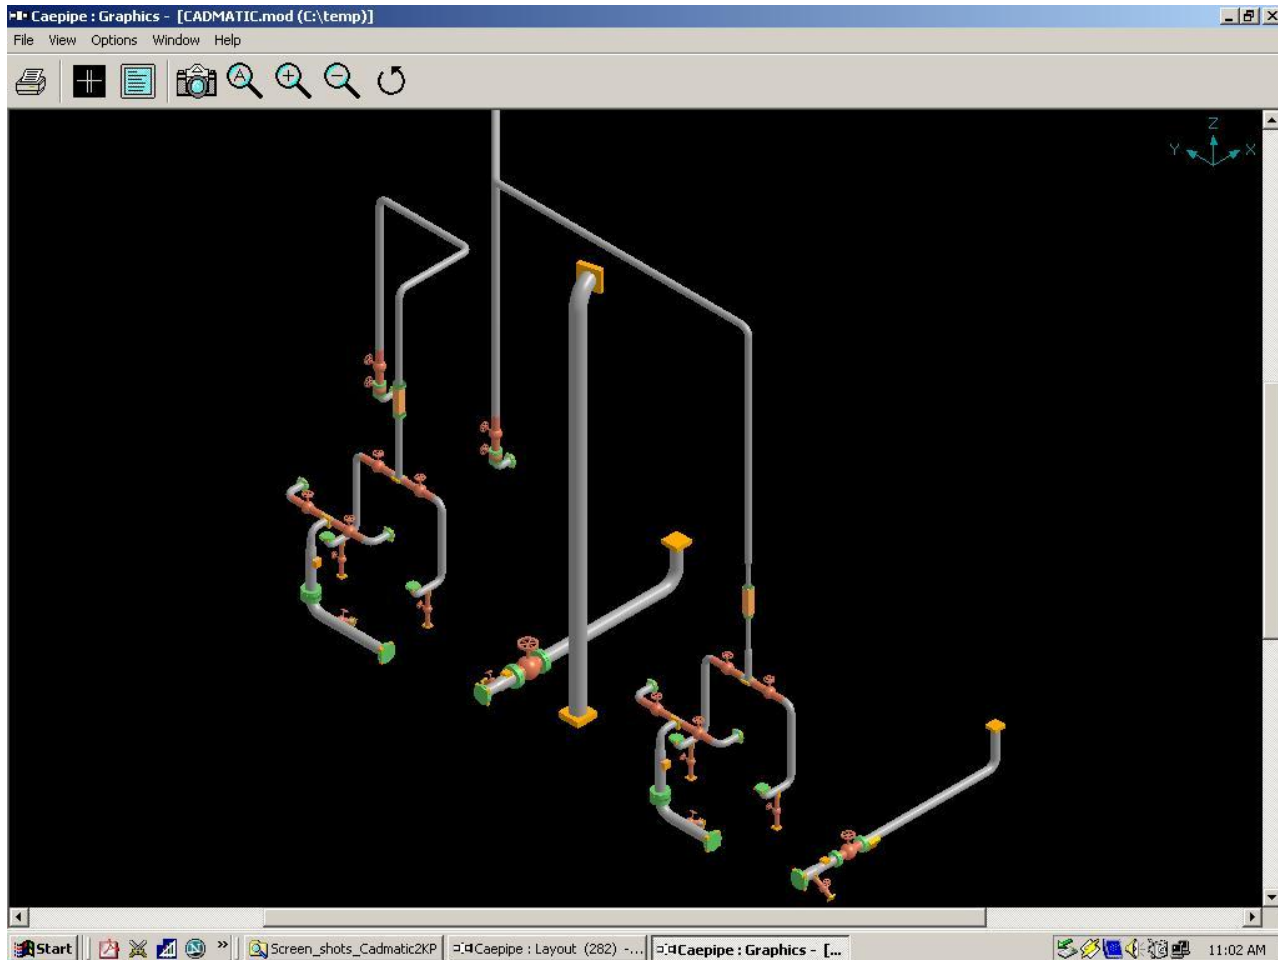 Caepipe : Graphics - [CADMATIC.mod (C:\temp)]
File View Options Window Help
Z
Y X
Start » Screen_shots_Cadmatic2KP Caepipe : Layout (282) -... Caepipe : Graphics - [... 11:02 AM